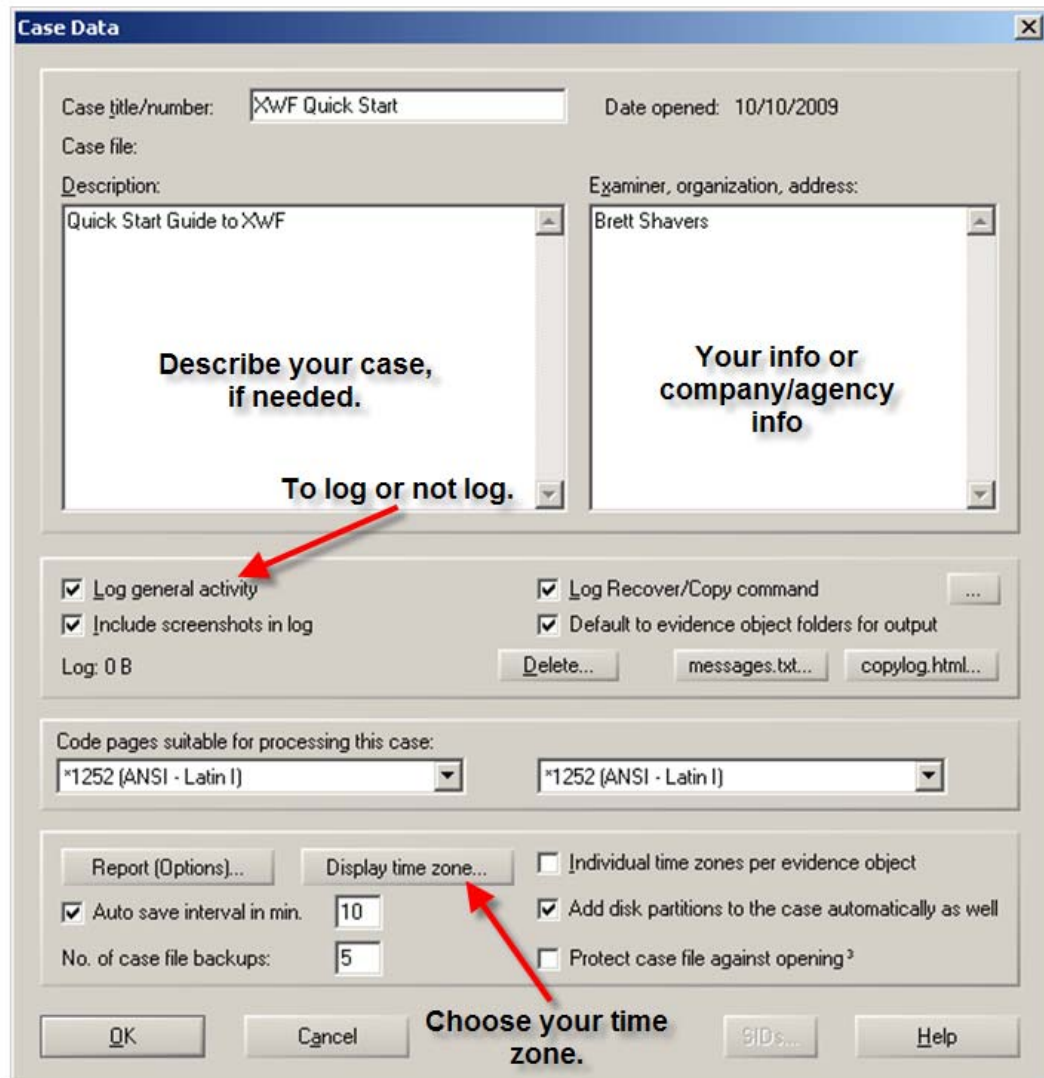 Case Data
Case title/number: XWF Quick Start Date opened: 10/10/2009
Case file:
Description: Examiner, organization, address:
Quick Start Guide to XWF Brett Shavers
Describe your case,
if needed.
Your info or
company/agency
info
To log or not log.
Log general activity Log Recover/Copy command ...
Include screenshots in log Default to evidence object folders for output
Log: 0 B Delete... messages.txt... copylog.html...
Code pages suitable for processing this case:
*1252 (ANSI - Latin I) *1252 (ANSI - Latin I)
Report (Options)... Display time zone... Individual time zones per evidence object
Auto save interval in min. 10 Add disk partitions to the case automatically as well
No. of case file backups: 5 Protect case file against opening³
OK Cancel SIDs... Help
Choose your time
zone.